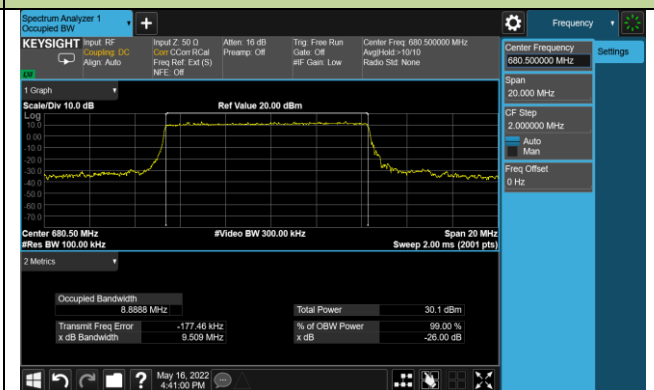 Spectrum Analyzer 1
Occupied BW
Frequency
KEYSIGHT
Input: RF
Coupling: DC
Align: Auto
Input Z: 50 Ω
Corr CCorr RCal
Freq Ref: Ext (S)
NFE: Off
Atten: 16 dB
Preamp: Off
Trig: Free Run
Gate: Off
#IF Gain: Low
Center Freq: 680.500000 MHz
Avg|Hold:>10/10
Radio Std: None
Center Frequency
680.500000 MHz
Settings
Span
20.000 MHz
CF Step
2.000000 MHz
Auto
Man
Freq Offset
0 Hz
1 Graph
Scale/Div 10.0 dB
Ref Value 20.00 dBm
Log
10.0
0.00
-10.0
-20.0
-30.0
-40.0
-50.0
-60.0
-70.0
Center 680.50 MHz
#Video BW 300.00 kHz
Span 20 MHz
#Res BW 100.00 kHz
Sweep 2.00 ms (2001 pts)
2 Metrics
Occupied Bandwidth
8.8888 MHz
Total Power
30.1 dBm
Transmit Freq Error
-177.46 kHz
% of OBW Power
99.00 %
x dB Bandwidth
9.509 MHz
x dB
-26.00 dB
?
May 16, 2022
4:41:00 PM